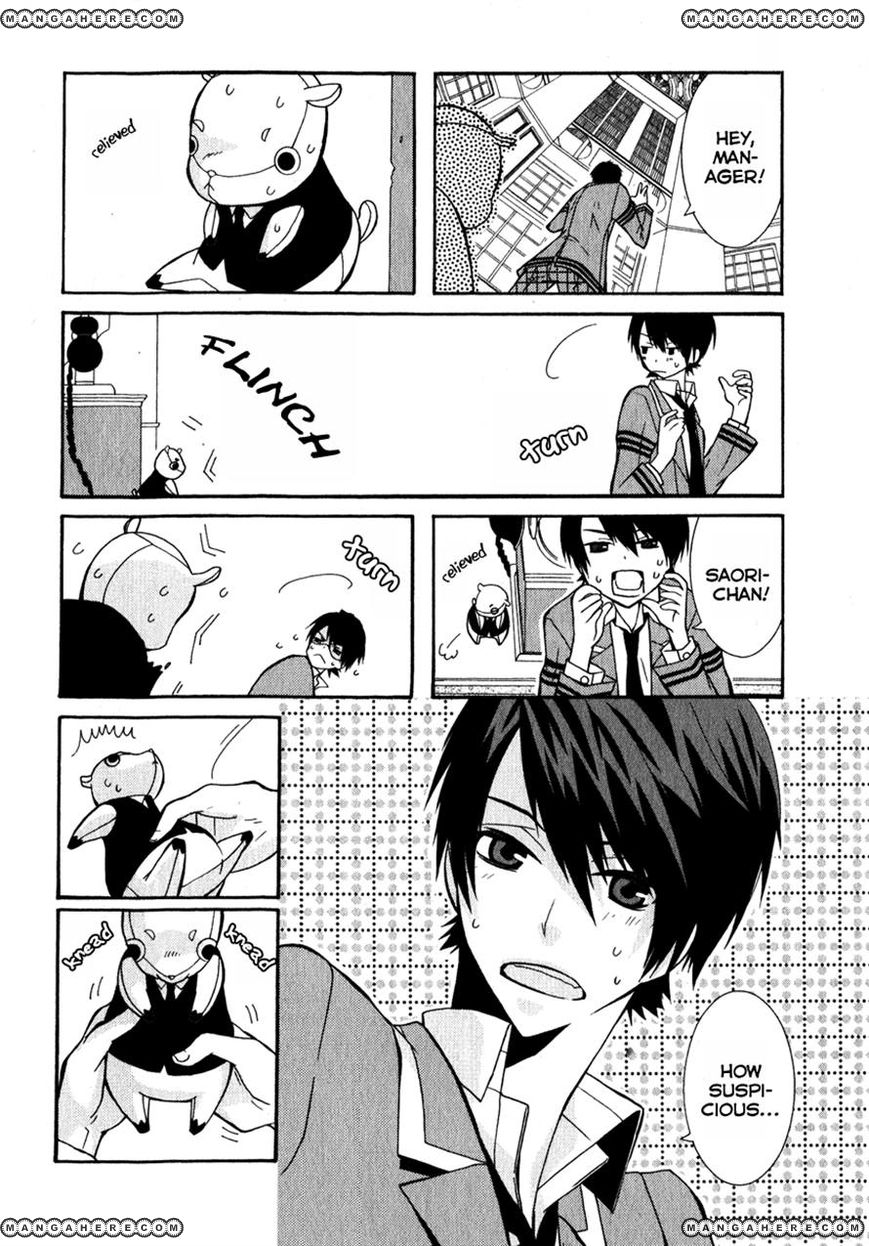 MANGAHERE.COM
MANGAHERE.COM
HEY,
MAN-
AGER!
relieved
turn
FLINCH
SAORI-
CHAN!
relieved
turn
HOW
SUSPI-
CIOUS...
knead
knead
MANGAHERE.COM
MANGAHERE.COM